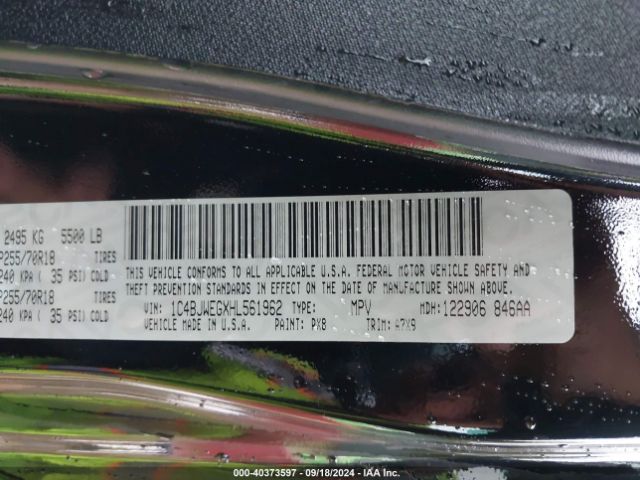 2495 KG 5500 LB
P255/70R18 TIRES
240 KPA ( 35 PSI) COLD
P255/70R18 TIRES
240 KPA ( 35 PSI) COLD
THIS VEHICLE CONFORMS TO ALL APPLICABLE U.S.A. FEDERAL MOTOR VEHICLE SAFETY AND
THEFT PREVENTION STANDARDS IN EFFECT ON THE DATE OF MANUFACTURE SHOWN ABOVE.
VIN: 1C4BJWEGXHL561962 TYPE: MPV MDH: 122906 846AA
VEHICLE MADE IN U.S.A. PAINT: PX8 TRIM: A7X9
© 40373597 - 09/18/2024 - IAA Inc.